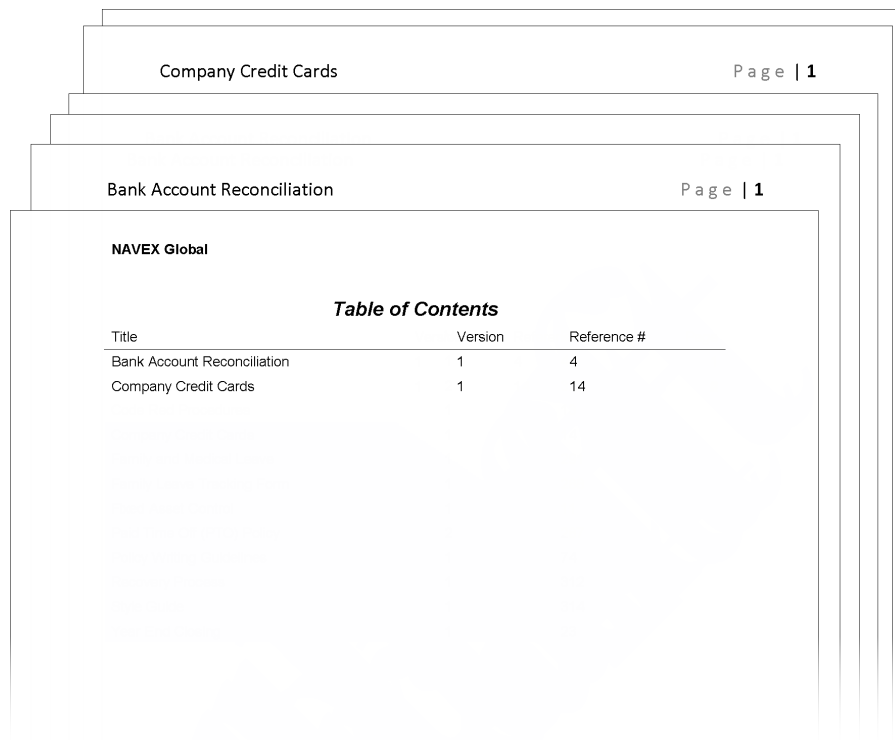 Company Credit Cards Page | 1
Bank Account Reconciliation Page | 1
NAVEX Global
Table of Contents
Title Version Reference #
Bank Account Reconciliation 1 4
Company Credit Cards 1 14